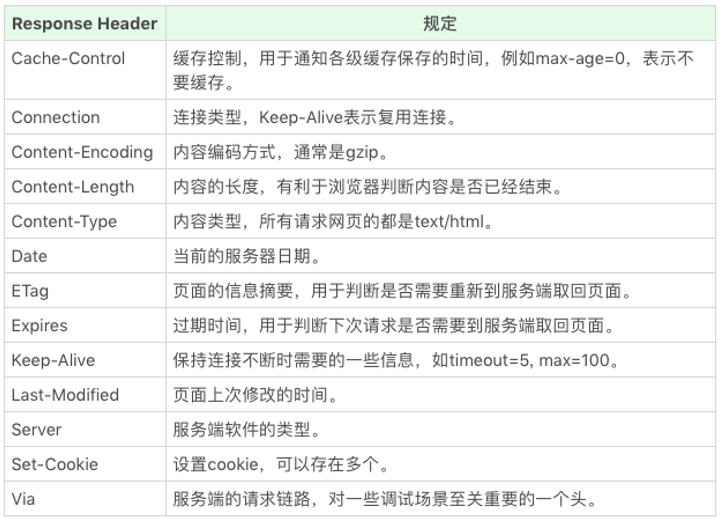 Response Header 规定
Cache-Control 缓存控制，用于通知各级缓存保存的时间，例如max-age=0，表示不
要缓存。
Connection 连接类型，Keep-Alive表示复用连接。
Content-Encoding 内容编码方式，通常是gzip。
Content-Length 内容的长度，有利于浏览器判断内容是否已经结束。
Content-Type 内容类型，所有请求网页的都是text/html。
Date 当前的服务器日期。
ETag 页面的信息摘要，用于判断是否需要重新到服务端取回页面。
Expires 过期时间，用于判断下次请求是否需要到服务端取回页面。
Keep-Alive 保持连接不断时需要的一些信息，如timeout=5, max=100。
Last-Modified 页面上次修改的时间。
Server 服务端软件的类型。
Set-Cookie 设置cookie，可以存在多个。
Via 服务端的请求链路，对一些调试场景至关重要的一个头。